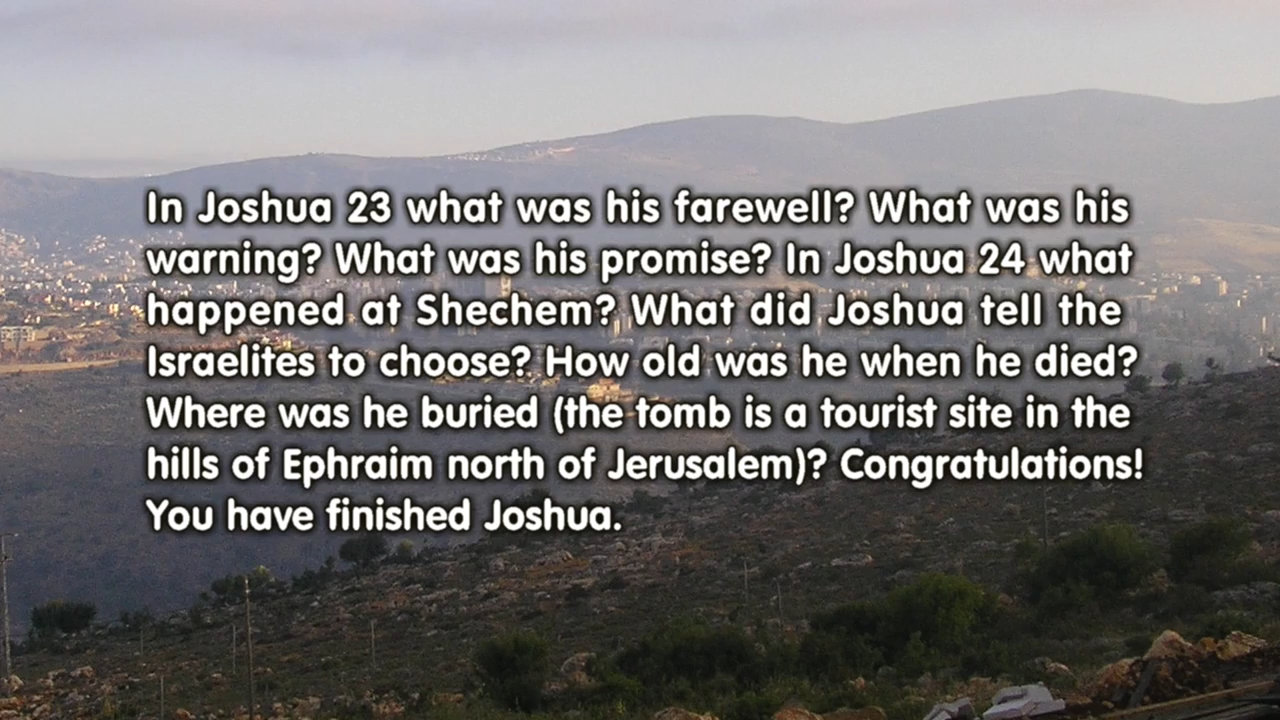 In Joshua 23 what was his farewell? What was his
warning? What was his promise? In Joshua 24 what
happened at Shechem? What did Joshua tell the
Israelites to choose? How old was he when he died?
Where was he buried (the tomb is a tourist site in the
hills of Ephraim north of Jerusalem)? Congratulations!
You have finished Joshua.